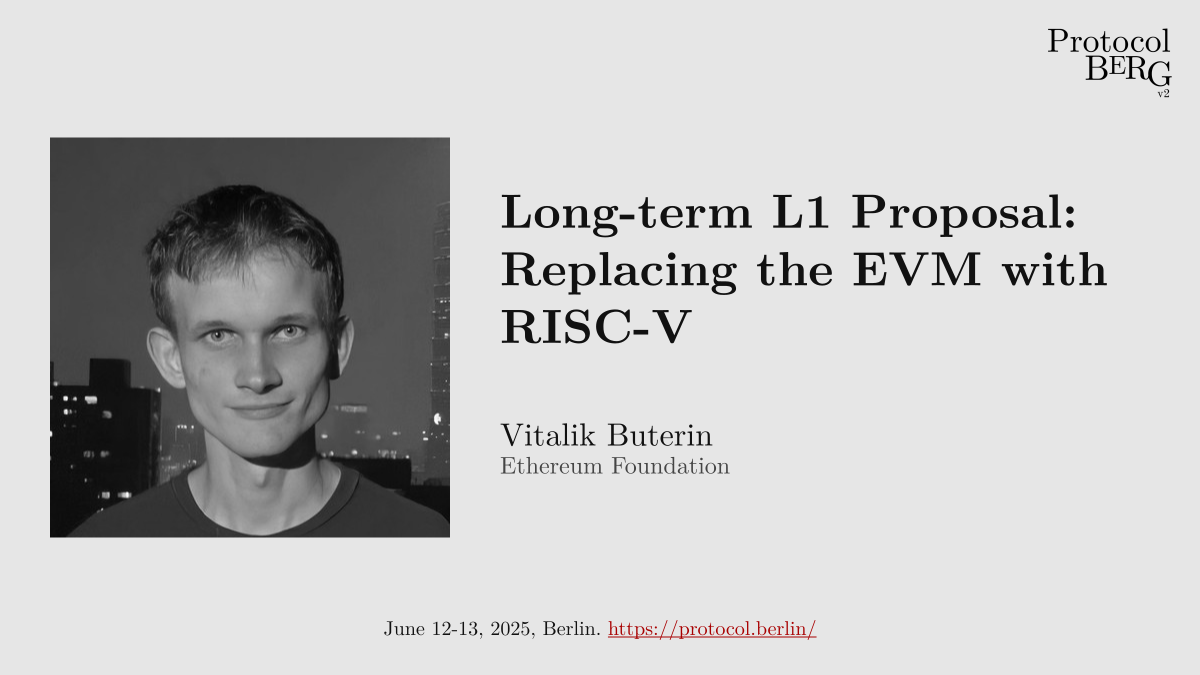 Protocol
BERG
v2
Long-term L1 Proposal:
Replacing the EVM with
RISC-V
Vitalik Buterin
Ethereum Foundation
June 12-13, 2025, Berlin. https://protocol.berlin/